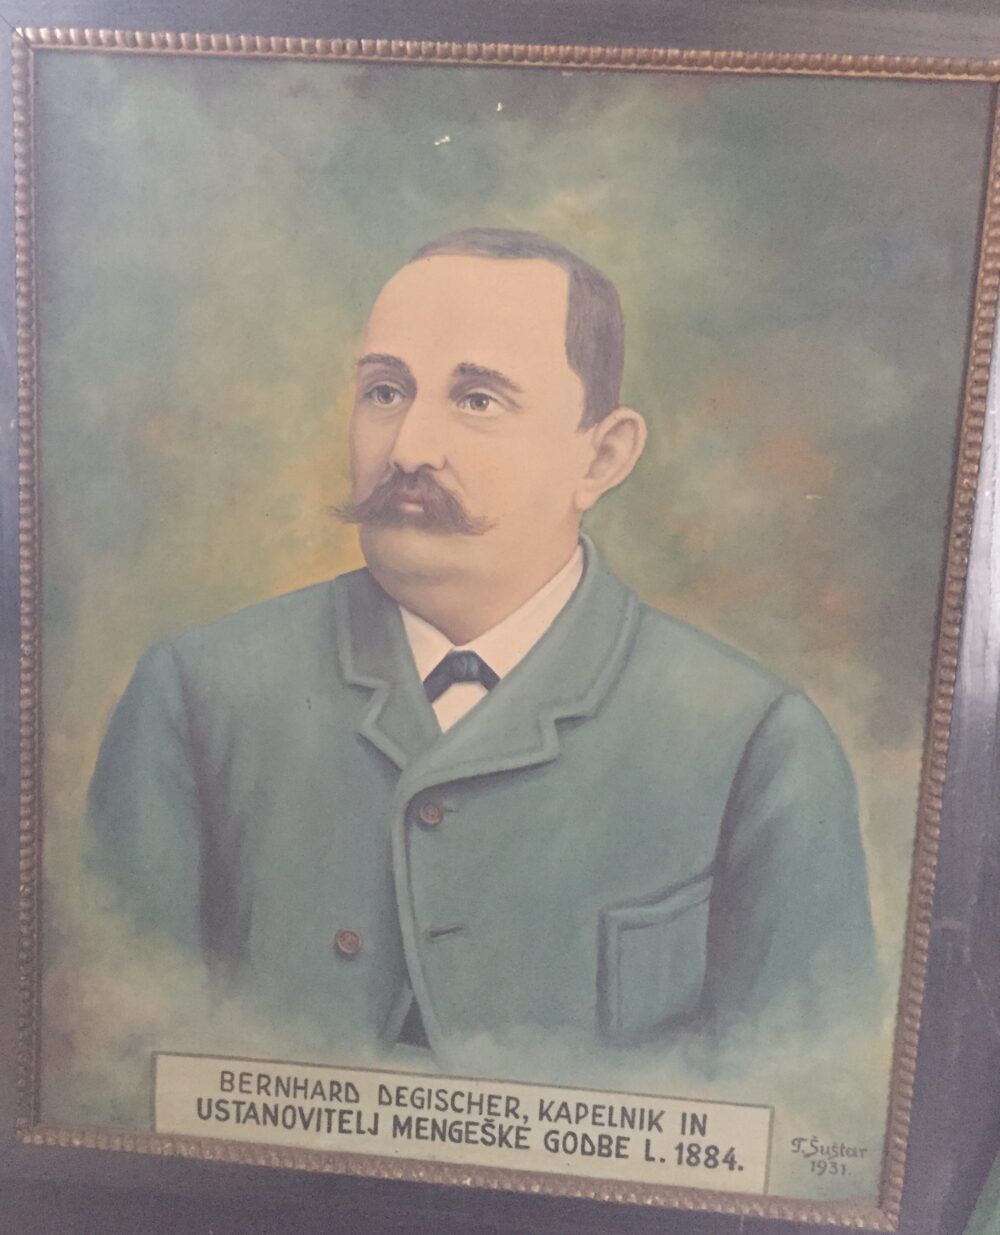 BERNHARD DEGISCHER, KAPELNIK IN
USTANOVITELJ MENGEŠKE GODBE L. 1884.
F. Šuštar
1931.